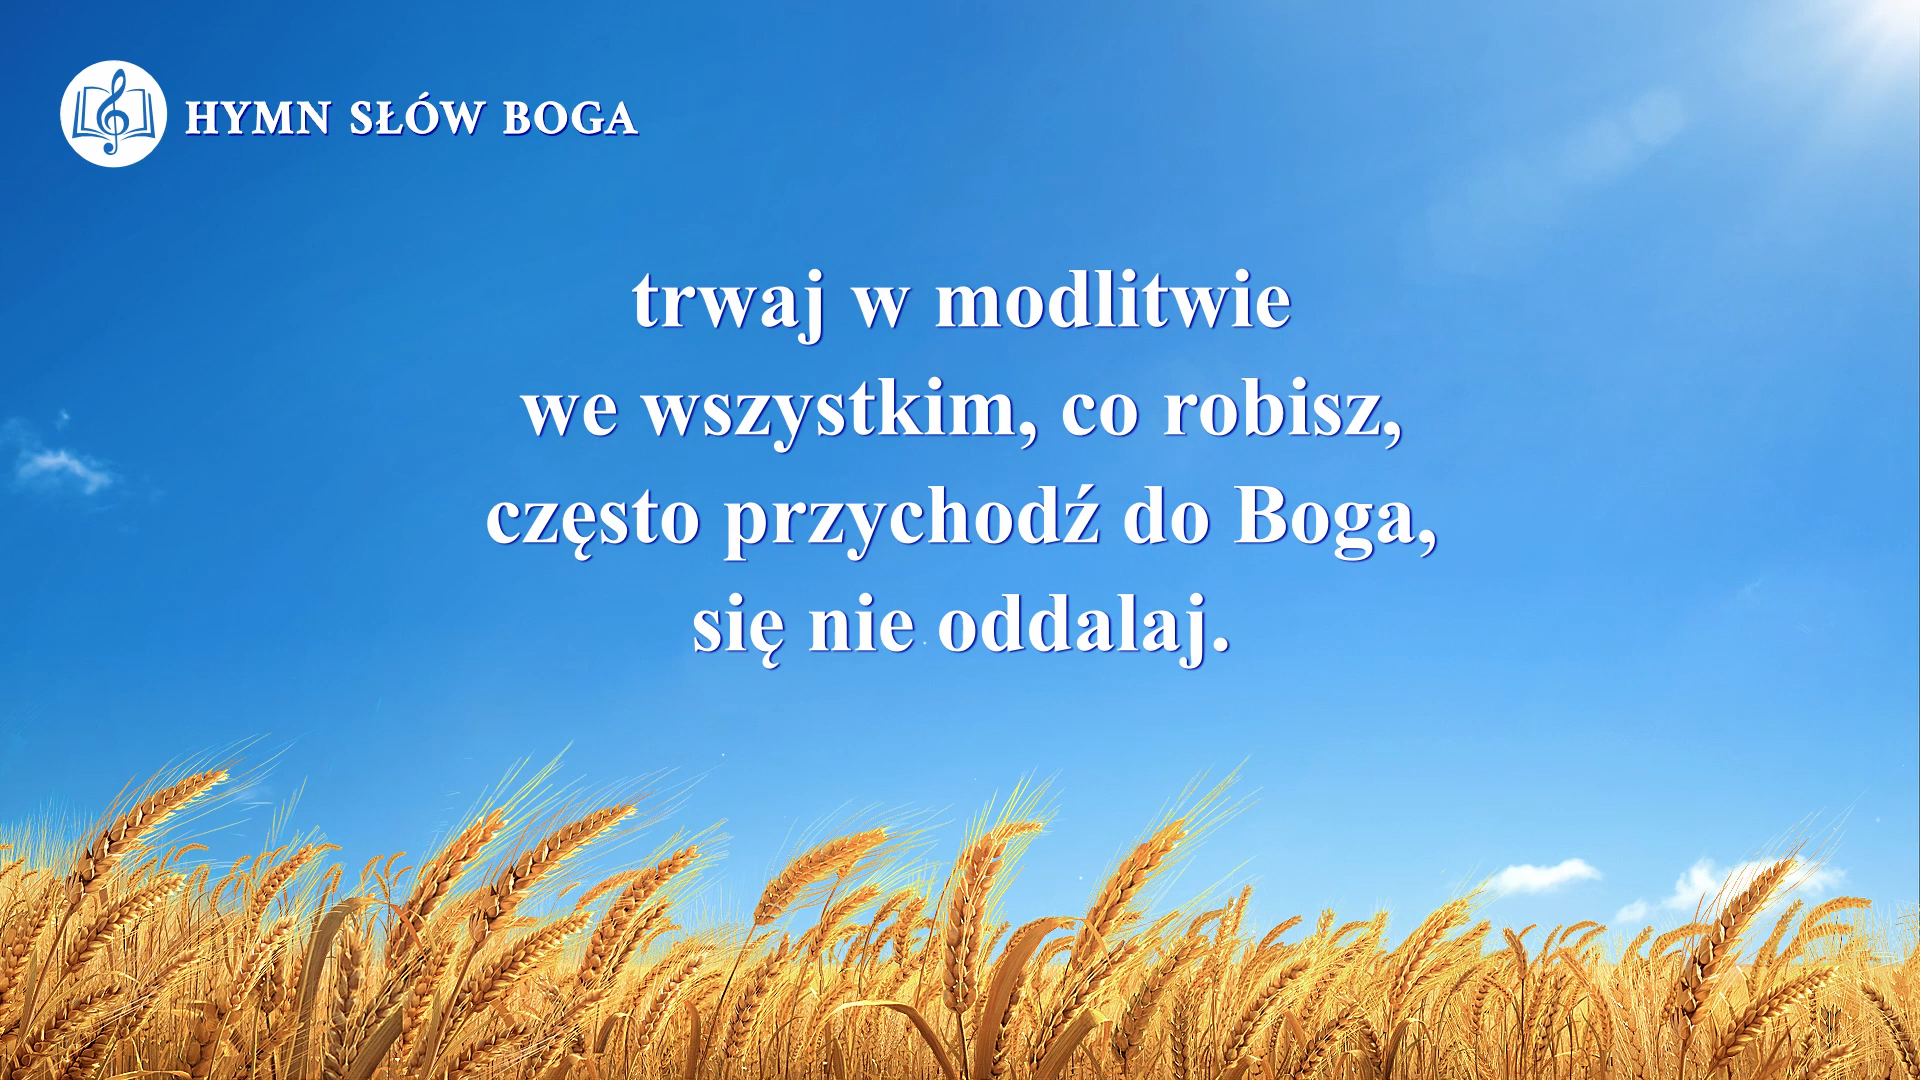 HYMN SŁÓW BOGA
trwaj w modlitwie
we wszystkim, co robisz,
często przychodź do Boga,
się nie oddalaj.